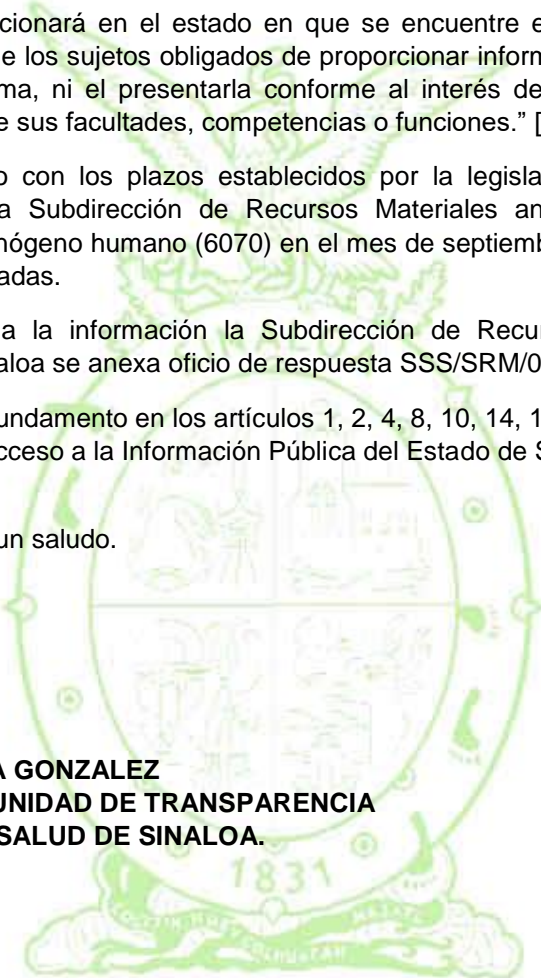 cionará en el estado en que se encuentre e
e los sujetos obligados de proporcionar inform
ma, ni el presentarla conforme al interés de
e sus facultades, competencias o funciones.” [
o con los plazos establecidos por la legisla
a Subdirección de Recursos Materiales an
nógeno humano (6070) en el mes de septiemb
adas.
a la información la Subdirección de Recu
aloa se anexa oficio de respuesta SSS/SRM/0
undamento en los artículos 1, 2, 4, 8, 10, 14, 1
cceso a la Información Pública del Estado de S
un saludo.
A GONZALEZ
UNIDAD DE TRANSPARENCIA
SALUD DE SINALOA.
1831